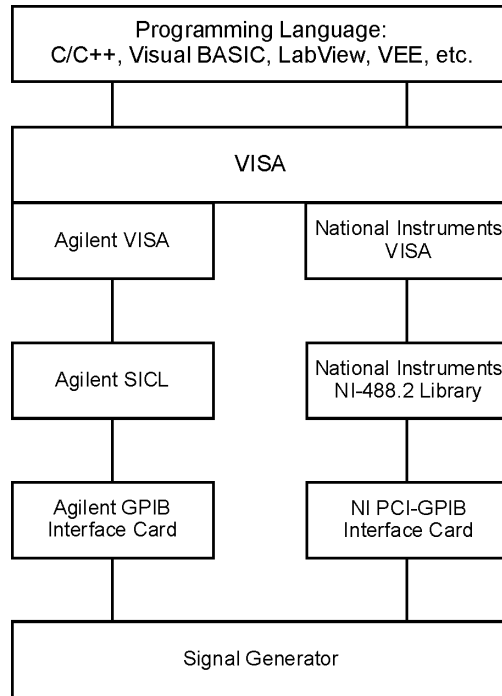 Programming Language:
C/C++, Visual BASIC, LabView, VEE, etc.
VISA
Agilent VISA
National Instruments
VISA
Agilent SICL
National Instruments
NI-488.2 Library
Agilent GPIB
Interface Card
NI PCI-GPIB
Interface Card
Signal Generator